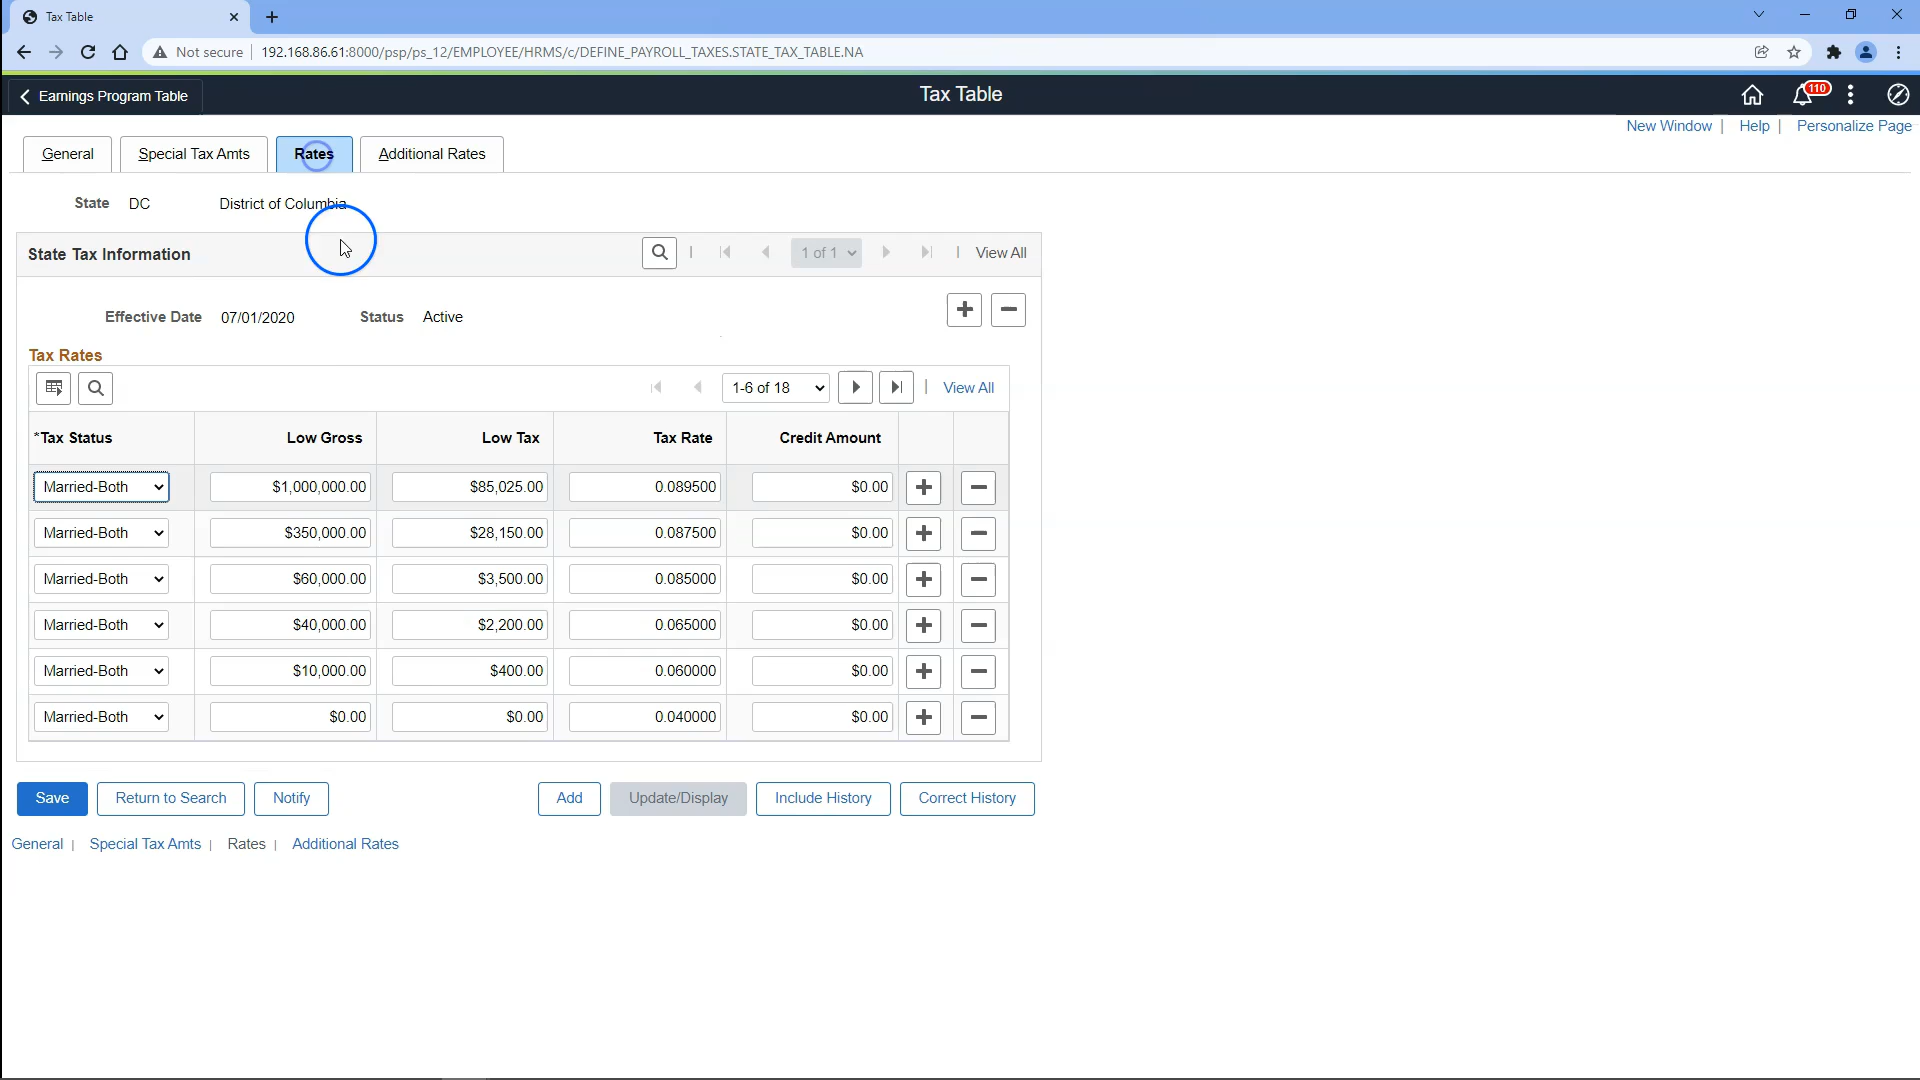 Tax Table
Not secure 192.168.86.61:8000/psp/ps_12/EMPLOYEE/HRMS/c/DEFINE_PAYROLL_TAXES.STATE_TAX_TABLE.NA
Earnings Program Table
Tax Table
110
New Window | Help | Personalize Page
General Special Tax Amts Rates Additional Rates
State DC District of Columbia
State Tax Information | 1 of 1 | View All
Effective Date 07/01/2020 Status Active
Tax Rates
1-6 of 18 | View All
*Tax Status Low Gross Low Tax Tax Rate Credit Amount
Married-Both $1,000,000.00 $85,025.00 0.089500 $0.00
Married-Both $350,000.00 $28,150.00 0.087500 $0.00
Married-Both $60,000.00 $3,500.00 0.085000 $0.00
Married-Both $40,000.00 $2,200.00 0.065000 $0.00
Married-Both $10,000.00 $400.00 0.060000 $0.00
Married-Both $0.00 $0.00 0.040000 $0.00
Save Return to Search Notify Add Update/Display Include History Correct History
General | Special Tax Amts | Rates | Additional Rates